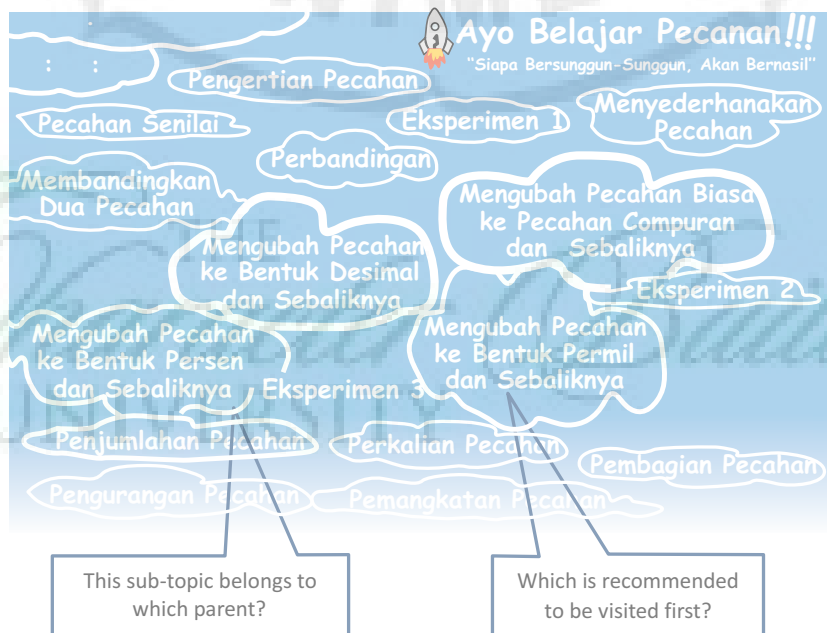 Ayo Belajar Pecanan!!!
"Siapa Bersunggun-Sunggun, Akan Bernasil"
: :
Pengertian Pecahan
Pecahan Senilai
Eksperimen 1
Menyederhanakan
Pecahan
Perbandingan
Membandingkan
Dua Pecahan
Mengubah Pecahan Biasa
ke Pecahan Compuran
dan Sebaliknya
Mengubah Pecahan
ke Bentuk Desimal
dan Sebaliknya
Eksperimen 2
Mengubah Pecahan
ke Bentuk Persen
dan Sebaliknya
Eksperimen 3
Mengubah Pecahan
ke Bentuk Permil
dan Sebaliknya
Penjumlahan Pecahan
Perkalian Pecahan
Pembagian Pecahan
Pengurangan Pecahan
Pemangkatan Pecahan
This sub-topic belongs to
which parent?
Which is recommended
to be visited first?
THE
UNIVERSITY